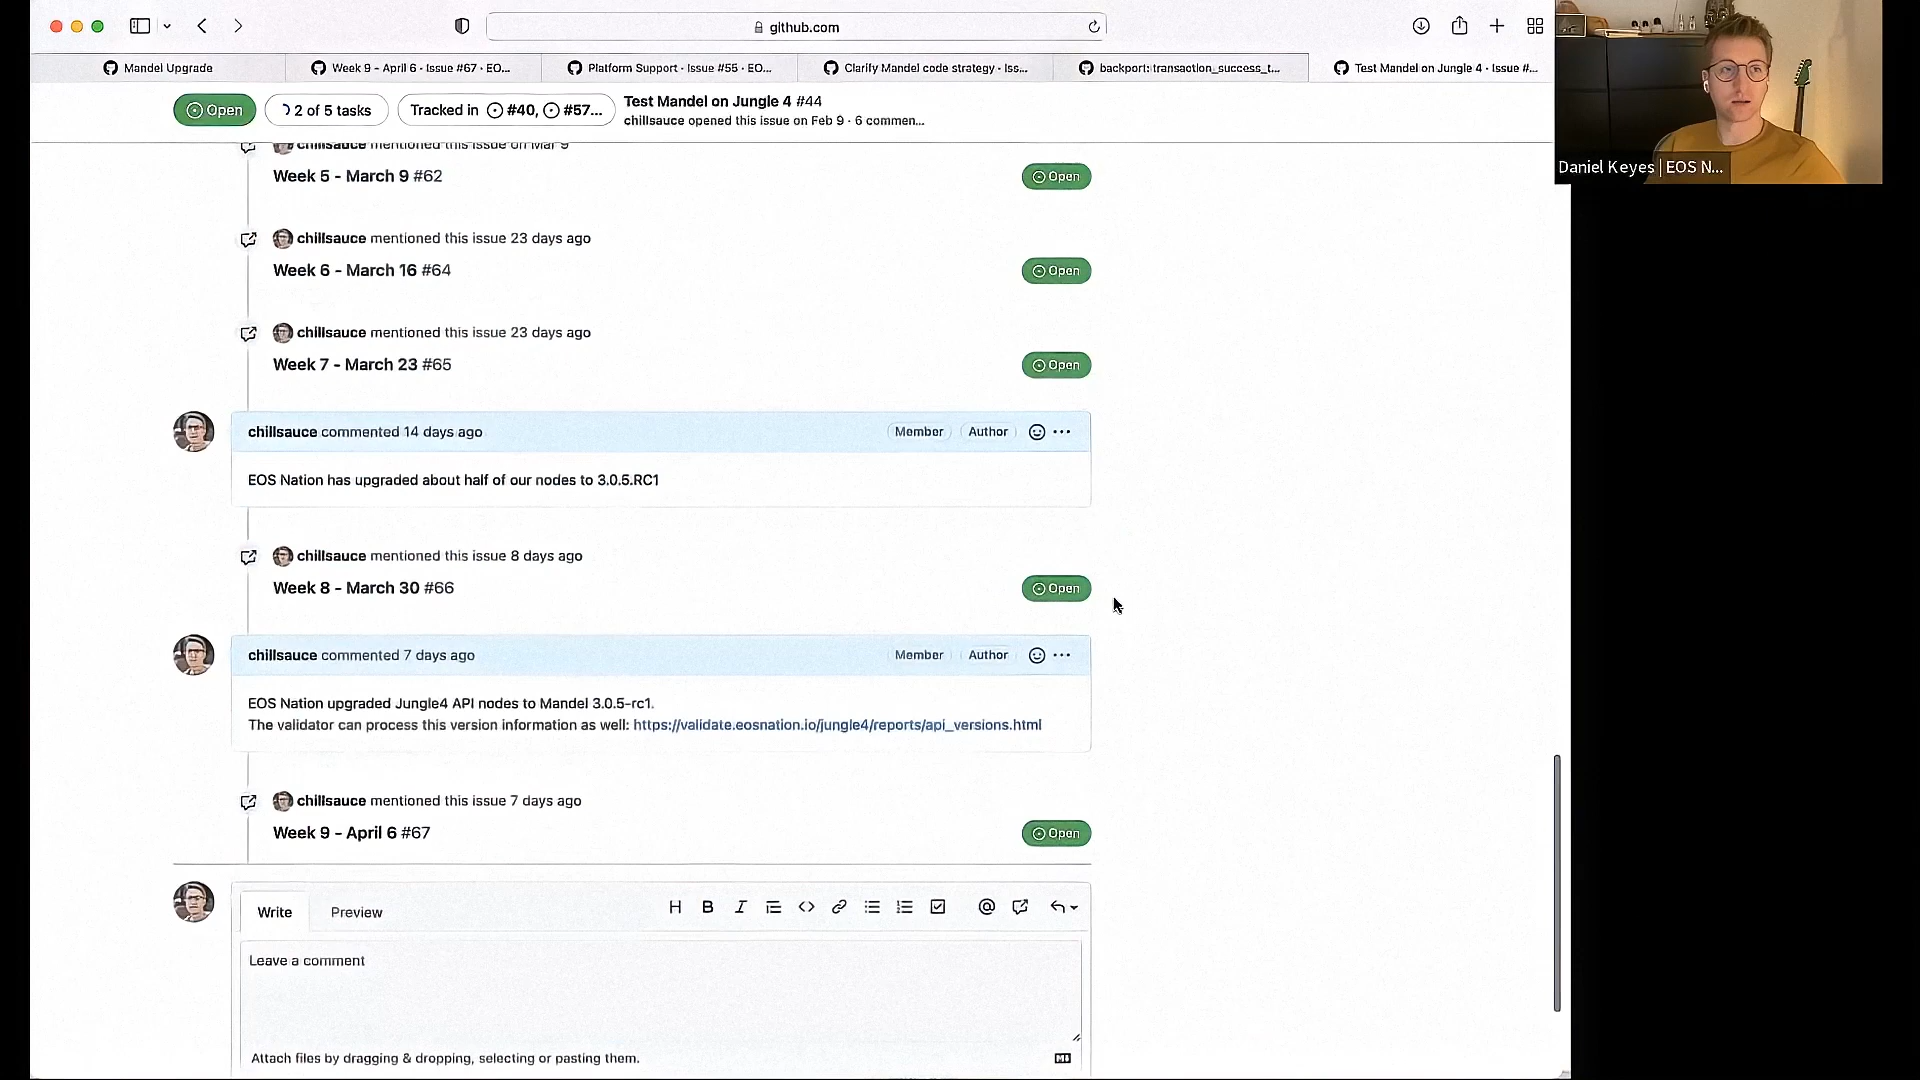 github.com
Mandel Upgrade
Week 9 - April 6 · Issue #67 · EO...
Platform Support · Issue #55 · EO...
Clarify Mandel code strategy · Iss...
backport: transaction_success_t...
Test Mandel on Jungle 4 · Issue #...
Open
2 of 5 tasks
Tracked in #40, #57...
Test Mandel on Jungle 4 #44
chillsauce opened this issue on Feb 9 · 6 commen...
chillsauce mentioned this issue on Mar 9
Week 5 - March 9 #62
Open
chillsauce mentioned this issue 23 days ago
Week 6 - March 16 #64
Open
chillsauce mentioned this issue 23 days ago
Week 7 - March 23 #65
Open
chillsauce commented 14 days ago
Member
Author
EOS Nation has upgraded about half of our nodes to 3.0.5.RC1
chillsauce mentioned this issue 8 days ago
Week 8 - March 30 #66
Open
chillsauce commented 7 days ago
Member
Author
EOS Nation upgraded Jungle4 API nodes to Mandel 3.0.5-rc1.
The validator can process this version information as well: https://validate.eosnation.io/jungle4/reports/api_versions.html
chillsauce mentioned this issue 7 days ago
Week 9 - April 6 #67
Open
Write
Preview
H B I
Leave a comment
Attach files by dragging & dropping, selecting or pasting them.
Daniel Keyes | EOS N...